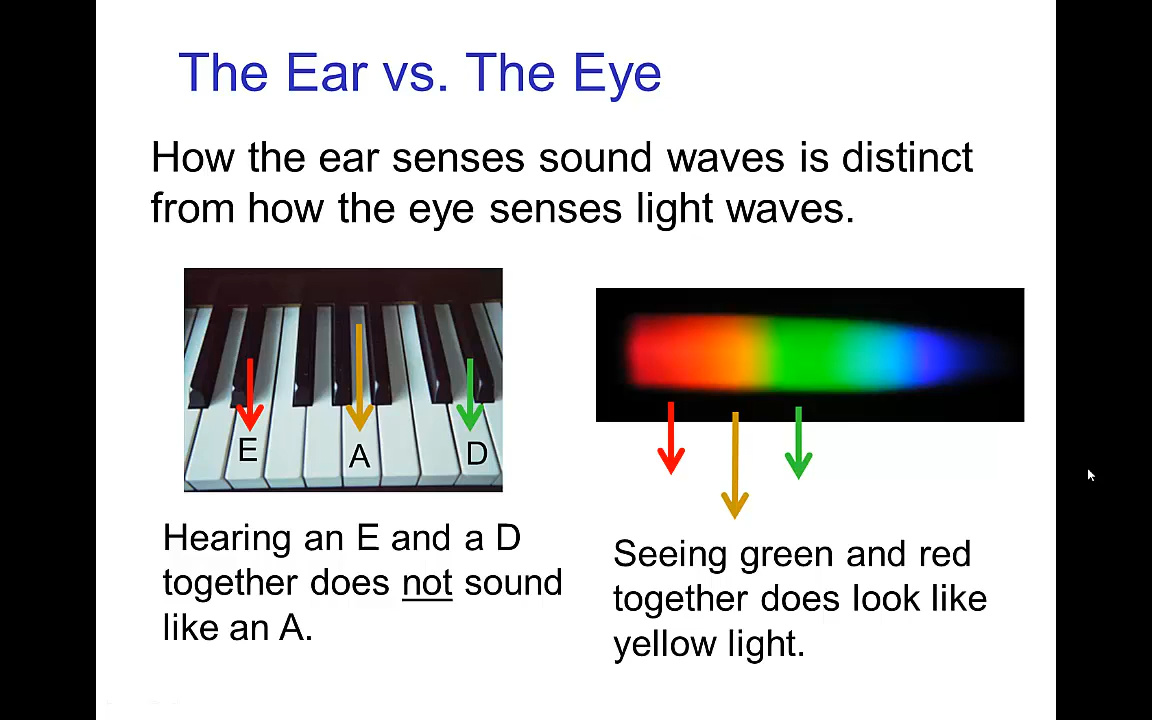 The Ear vs. The Eye
How the ear senses sound waves is distinct
from how the eye senses light waves.
E
A
D
Hearing an E and a D
together does not sound
like an A.
Seeing green and red
together does look like
yellow light.